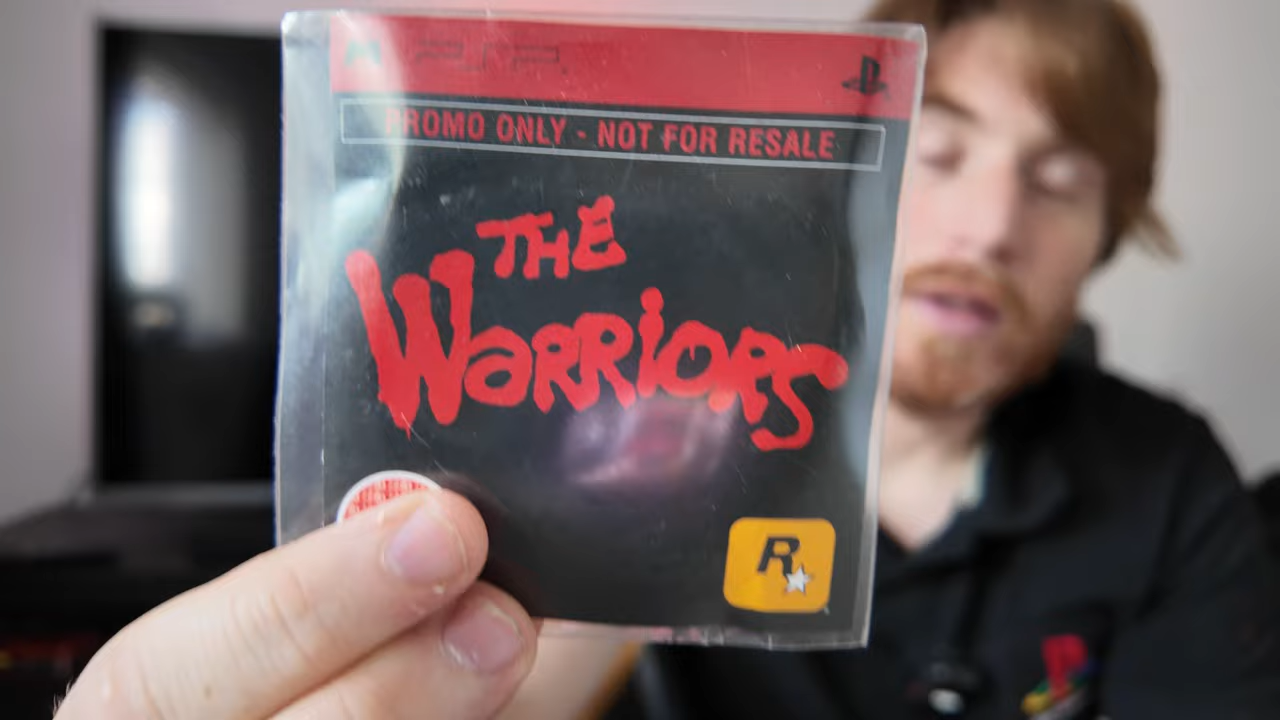 PSP
PROMO ONLY - NOT FOR RESALE
THE
WARRIORS
R